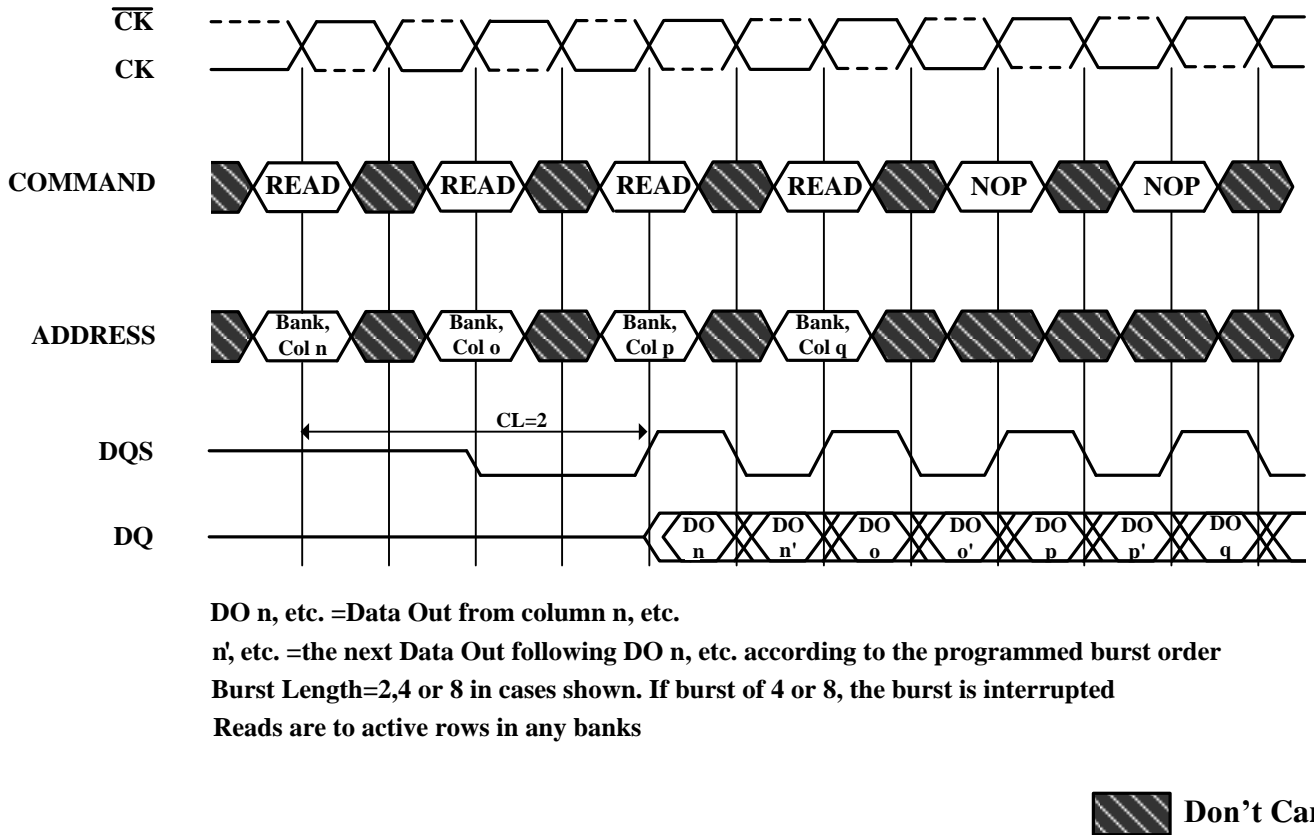 CK
CK
COMMAND READ READ READ READ NOP NOP
ADDRESS Bank, Col n Bank, Col o Bank, Col p Bank, Col q
CL=2
DQS
DQ DO n DO n' DO o DO o' DO p DO p' DO q
DO n, etc. =Data Out from column n, etc.
n', etc. =the next Data Out following DO n, etc. according to the programmed burst order
Burst Length=2,4 or 8 in cases shown. If burst of 4 or 8, the burst is interrupted
Reads are to active rows in any banks
Don't Car